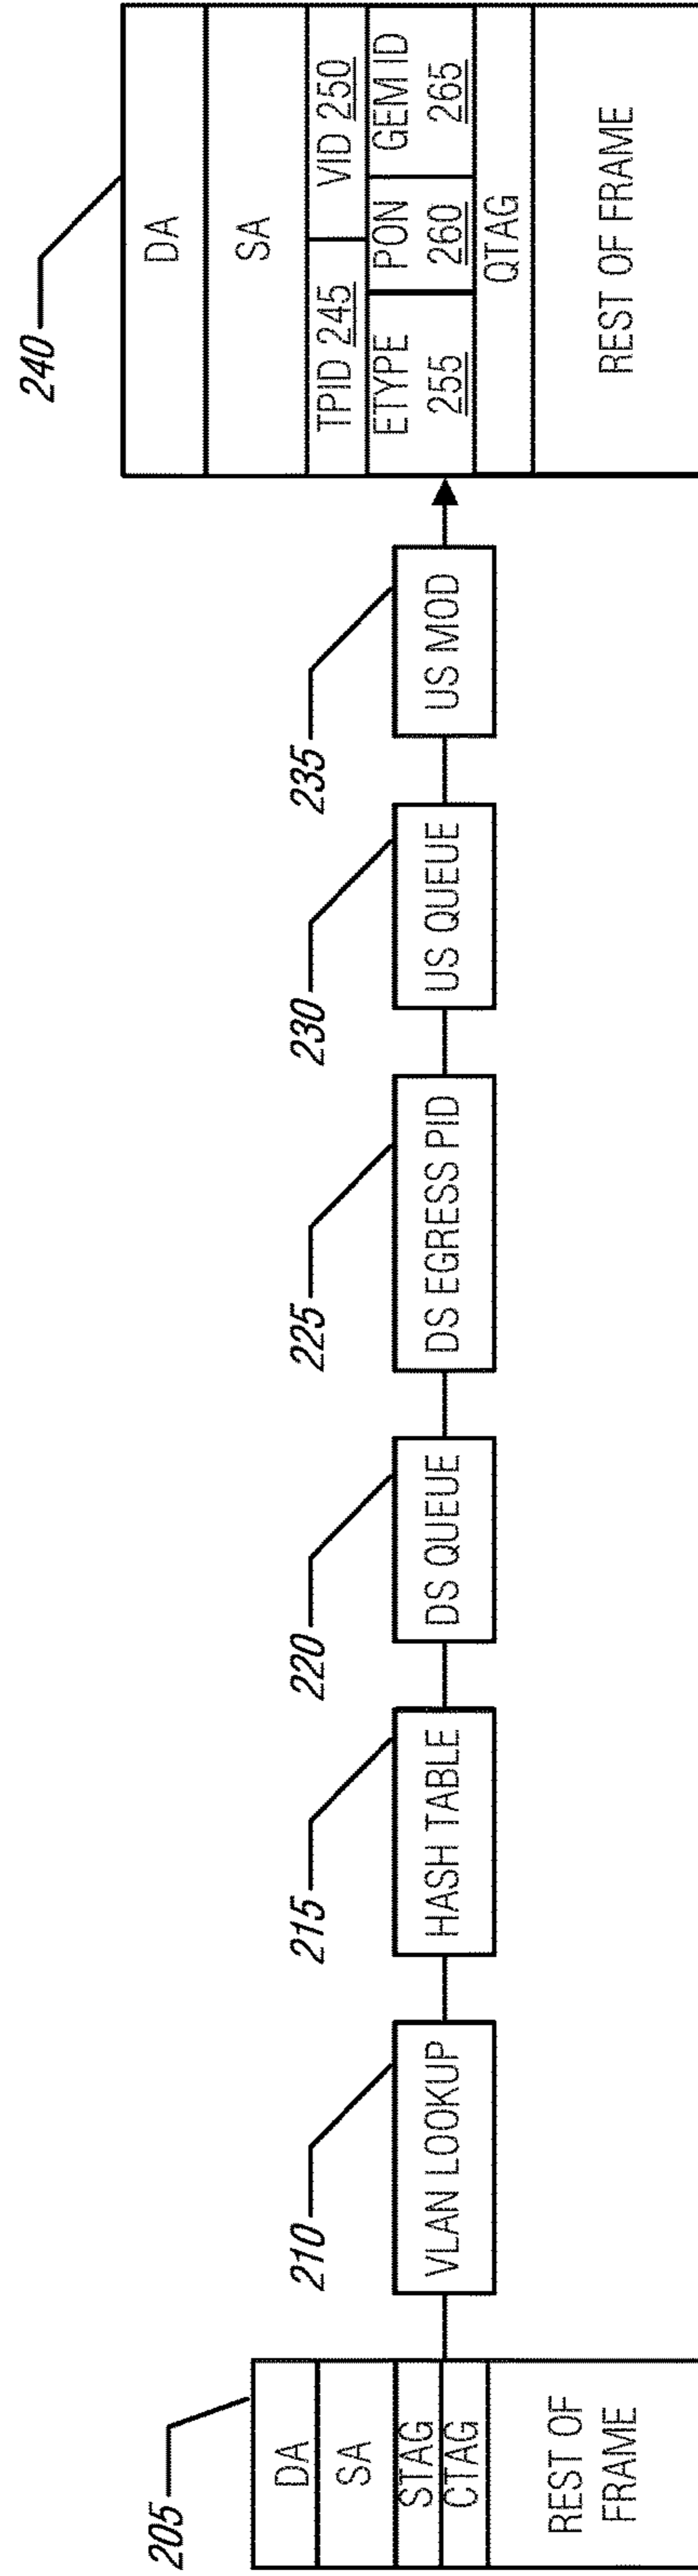 205
DA
SA
STAG
CTAG
REST OF
FRAME
210
VLAN LOOKUP
215
HASH TABLE
220
DS QUEUE
225
DS EGRESS PID
230
US QUEUE
235
US MOD
240
DA
SA
TPID 245 VID 250
ETYPE PON GEM ID
255 260 265
QTAG
REST OF FRAME